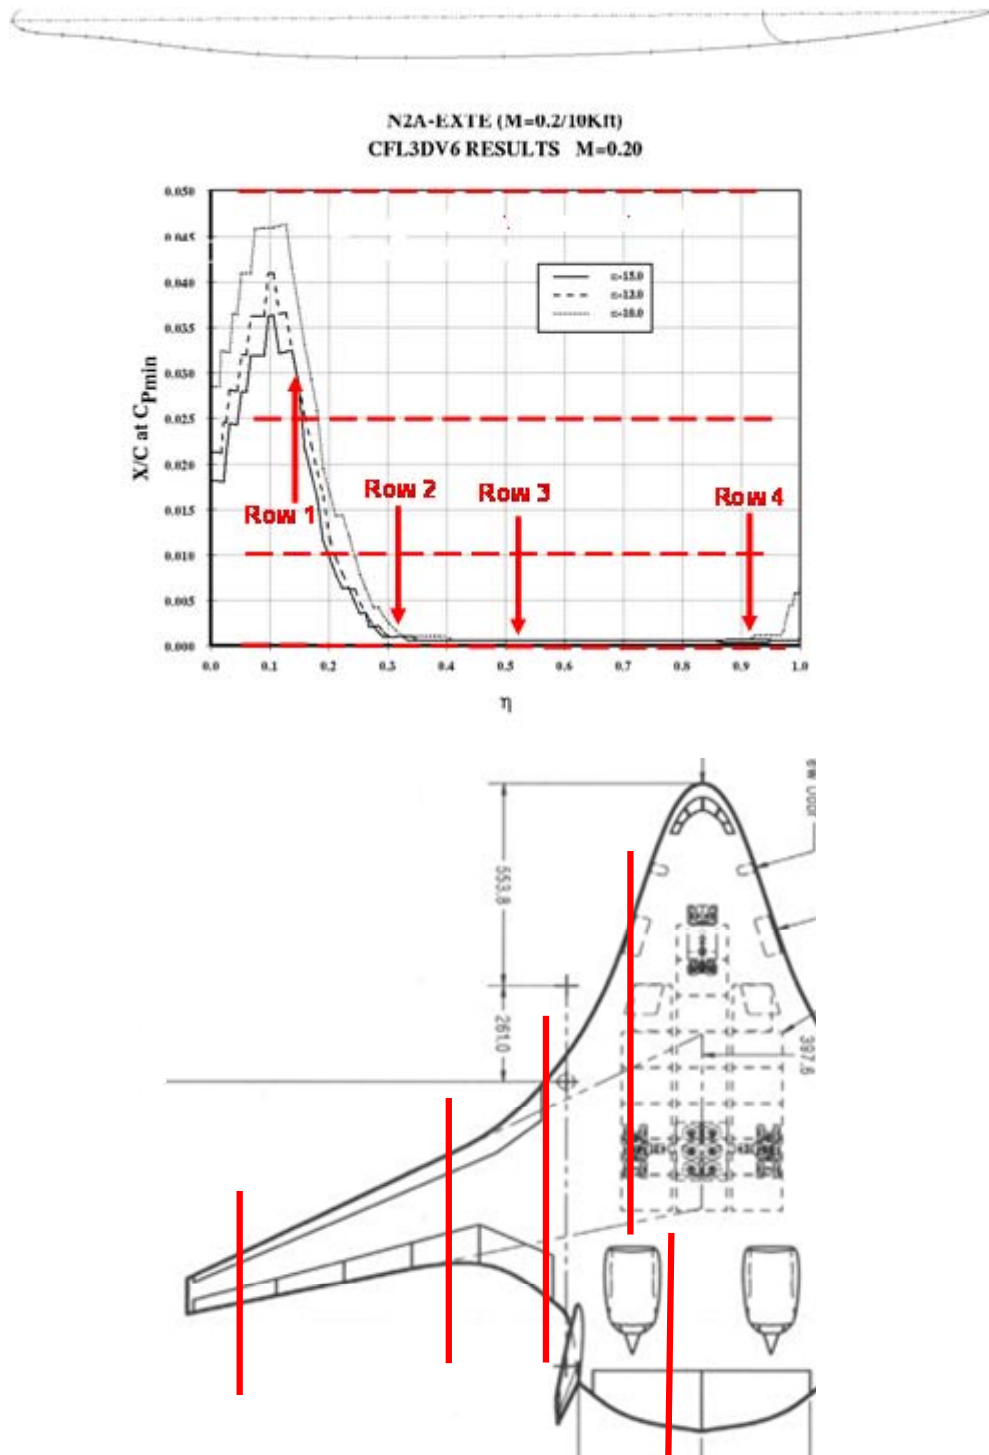 N2A-EXTE (M=0.2/10Kft)
CFL3DV6 RESULTS M=0.20
0.050
0.045
0.040
0.035
0.030
0.025
0.020
0.015
0.010
0.005
0.000
X/C at CPmin
α=15.0
α=13.0
α=10.0
Row 1
Row 2
Row 3
Row 4
0.0 0.1 0.2 0.3 0.4 0.5 0.6 0.7 0.8 0.9 1.0
η
553.8
261.0
397.6